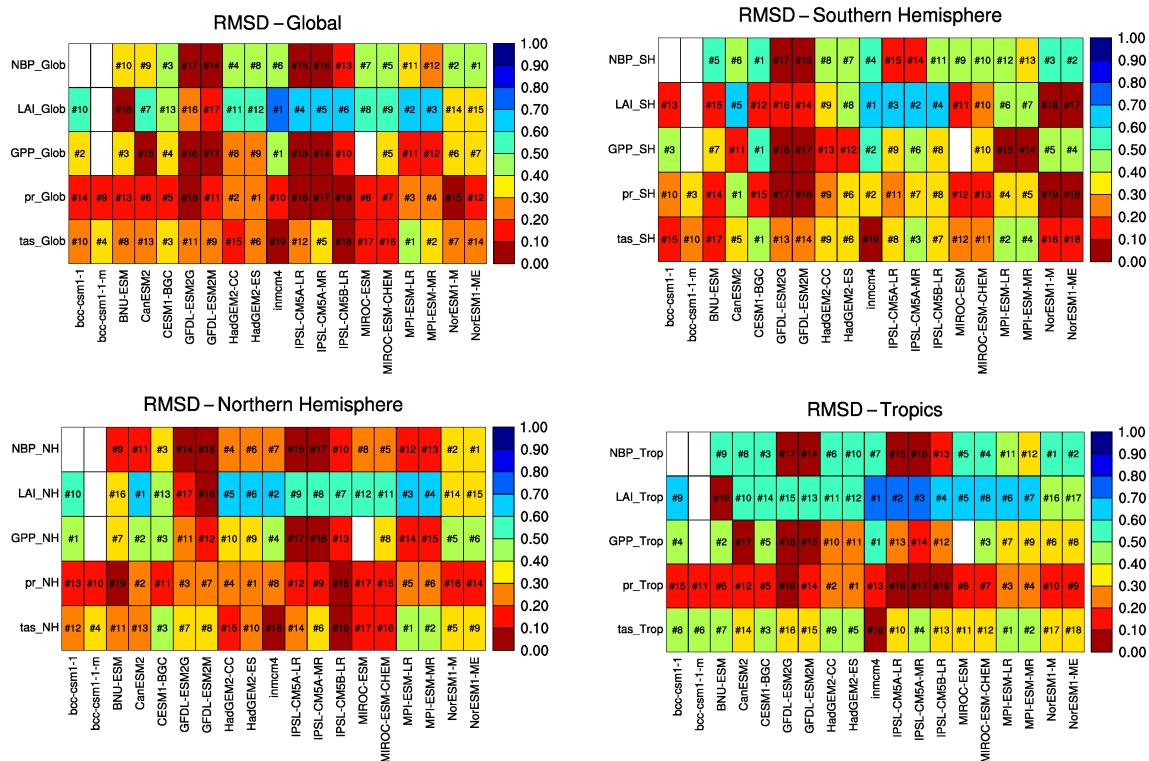 RMSD – Global
NBP_Glob #10 #9 #3 #17 #14 #4 #8 #6 #15 #16 #13 #7 #5 #11 #12 #2 #1
LAI_Glob #10 #18 #7 #13 #16 #17 #11 #12 #1 #4 #5 #6 #8 #9 #2 #3 #14 #15
GPP_Glob #2 #3 #15 #4 #16 #17 #8 #9 #1 #13 #14 #10 #5 #11 #12 #6 #7
pr_Glob #14 #9 #13 #6 #5 #18 #11 #2 #1 #10 #16 #17 #19 #8 #7 #3 #4 #15 #12
tas_Glob #10 #4 #8 #13 #3 #11 #9 #15 #6 #19 #12 #5 #18 #17 #16 #1 #2 #7 #14
1.00
0.90
0.80
0.70
0.60
0.50
0.40
0.30
0.20
0.10
0.00
bcc-csm1-1
bcc-csm1-1-m
BNU-ESM
CanESM2
CESM1-BGC
GFDL-ESM2G
GFDL-ESM2M
HadGEM2-CC
HadGEM2-ES
inmcm4
IPSL-CM5A-LR
IPSL-CM5A-MR
IPSL-CM5B-LR
MIROC-ESM
MIROC-ESM-CHEM
MPI-ESM-LR
MPI-ESM-MR
NorESM1-M
NorESM1-ME
RMSD – Southern Hemisphere
NBP_SH #5 #6 #1 #17 #16 #8 #7 #4 #15 #14 #11 #9 #10 #12 #13 #3 #2
LAI_SH #13 #15 #5 #12 #16 #14 #9 #8 #1 #3 #2 #4 #11 #10 #6 #7 #18 #17
GPP_SH #3 #7 #11 #1 #16 #17 #13 #12 #2 #9 #6 #8 #10 #15 #14 #5 #4
pr_SH #10 #3 #14 #1 #15 #17 #16 #9 #6 #2 #11 #7 #8 #12 #13 #4 #5 #19 #18
tas_SH #15 #10 #17 #5 #1 #13 #14 #9 #6 #19 #8 #3 #7 #12 #11 #2 #4 #16 #18
1.00
0.90
0.80
0.70
0.60
0.50
0.40
0.30
0.20
0.10
0.00
bcc-csm1-1
bcc-csm1-1-m
BNU-ESM
CanESM2
CESM1-BGC
GFDL-ESM2G
GFDL-ESM2M
HadGEM2-CC
HadGEM2-ES
inmcm4
IPSL-CM5A-LR
IPSL-CM5A-MR
IPSL-CM5B-LR
MIROC-ESM
MIROC-ESM-CHEM
MPI-ESM-LR
MPI-ESM-MR
NorESM1-M
NorESM1-ME
RMSD – Northern Hemisphere
NBP_NH #9 #11 #3 #14 #16 #4 #6 #7 #15 #17 #10 #8 #5 #12 #13 #2 #1
LAI_NH #10 #16 #1 #13 #17 #18 #5 #6 #2 #9 #8 #7 #12 #11 #3 #4 #14 #15
GPP_NH #1 #7 #2 #3 #11 #12 #10 #9 #4 #17 #16 #13 #8 #14 #15 #5 #6
pr_NH #13 #10 #19 #2 #11 #3 #7 #4 #1 #8 #12 #9 #18 #17 #15 #5 #6 #16 #14
tas_NH #12 #4 #11 #13 #3 #7 #8 #15 #10 #18 #14 #6 #19 #17 #16 #1 #2 #5 #9
1.00
0.90
0.80
0.70
0.60
0.50
0.40
0.30
0.20
0.10
0.00
bcc-csm1-1
bcc-csm1-1-m
BNU-ESM
CanESM2
CESM1-BGC
GFDL-ESM2G
GFDL-ESM2M
HadGEM2-CC
HadGEM2-ES
inmcm4
IPSL-CM5A-LR
IPSL-CM5A-MR
IPSL-CM5B-LR
MIROC-ESM
MIROC-ESM-CHEM
MPI-ESM-LR
MPI-ESM-MR
NorESM1-M
NorESM1-ME
RMSD – Tropics
NBP_Trop #9 #8 #3 #17 #14 #6 #10 #7 #15 #16 #13 #5 #4 #11 #12 #1 #2
LAI_Trop #9 #18 #10 #14 #15 #13 #11 #12 #1 #2 #3 #4 #5 #8 #6 #7 #16 #17
GPP_Trop #4 #2 #17 #5 #16 #15 #10 #11 #1 #13 #14 #12 #3 #7 #9 #6 #8
pr_Trop #15 #11 #8 #12 #5 #18 #14 #2 #1 #13 #16 #17 #19 #6 #7 #3 #4 #10 #9
tas_Trop #8 #6 #7 #14 #3 #16 #15 #9 #5 #19 #10 #4 #13 #11 #12 #1 #2 #17 #18
1.00
0.90
0.80
0.70
0.60
0.50
0.40
0.30
0.20
0.10
0.00
bcc-csm1-1
bcc-csm1-1-m
BNU-ESM
CanESM2
CESM1-BGC
GFDL-ESM2G
GFDL-ESM2M
HadGEM2-CC
HadGEM2-ES
inmcm4
IPSL-CM5A-LR
IPSL-CM5A-MR
IPSL-CM5B-LR
MIROC-ESM
MIROC-ESM-CHEM
MPI-ESM-LR
MPI-ESM-MR
NorESM1-M
NorESM1-ME